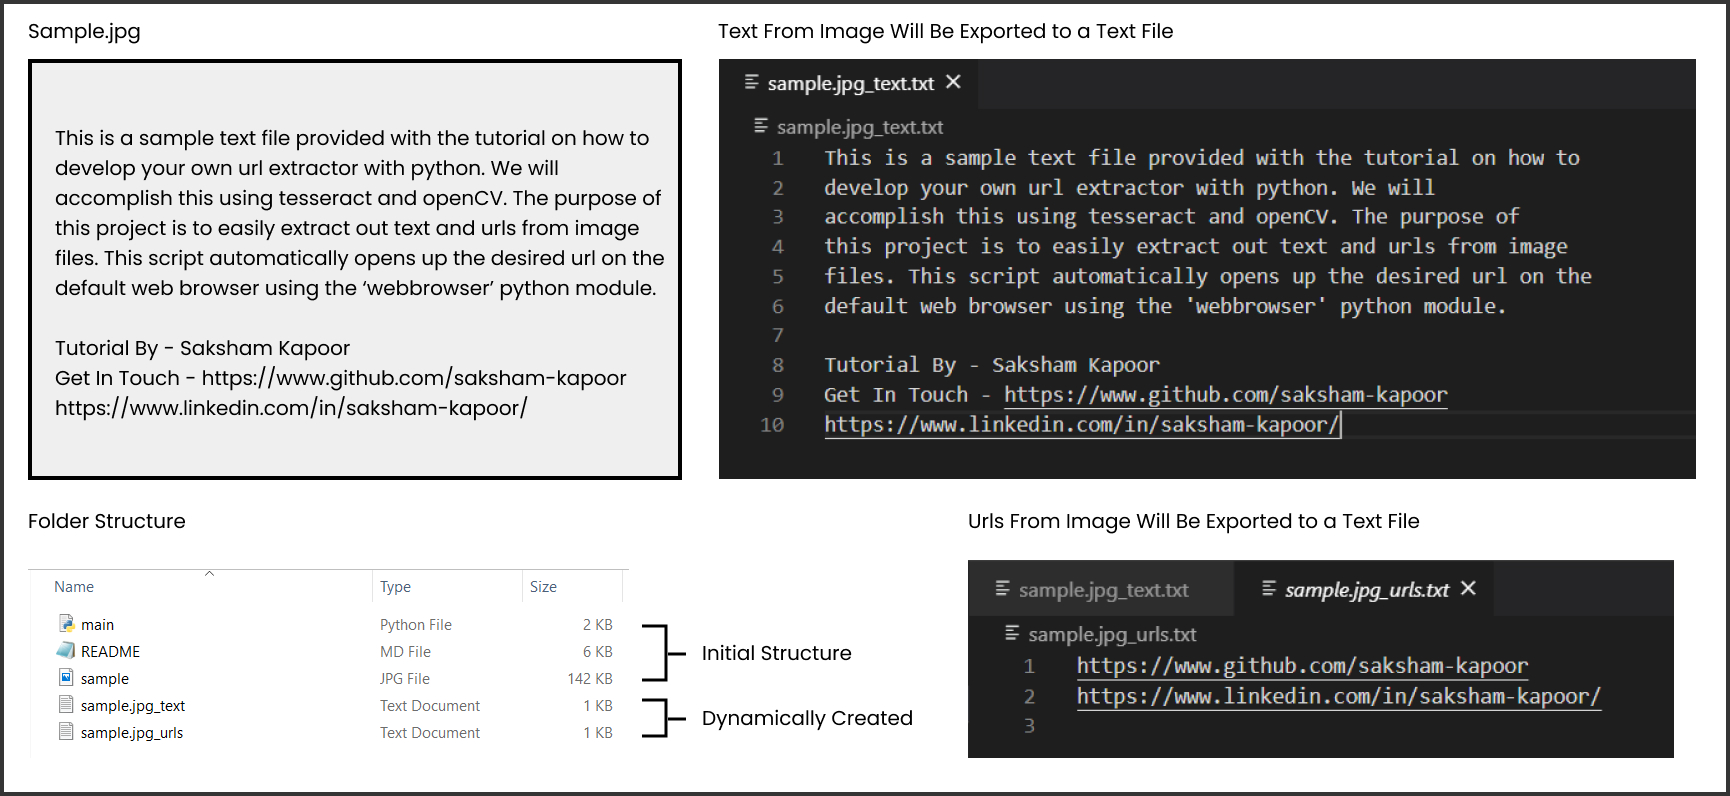 Sample.jpg
This is a sample text file provided with the tutorial on how to
develop your own url extractor with python. We will
accomplish this using tesseract and openCV. The purpose of
this project is to easily extract out text and urls from image
files. This script automatically opens up the desired url on the
default web browser using the ‘webbrowser’ python module.
Tutorial By - Saksham Kapoor
Get In Touch - https://www.github.com/saksham-kapoor
https://www.linkedin.com/in/saksham-kapoor/
Text From Image Will Be Exported to a Text File
sample.jpg_text.txt
sample.jpg_text.txt
1 This is a sample text file provided with the tutorial on how to
2 develop your own url extractor with python. We will
3 accomplish this using tesseract and openCV. The purpose of
4 this project is to easily extract out text and urls from image
5 files. This script automatically opens up the desired url on the
6 default web browser using the 'webbrowser' python module.
7
8 Tutorial By - Saksham Kapoor
9 Get In Touch - https://www.github.com/saksham-kapoor
10 https://www.linkedin.com/in/saksham-kapoor/
Folder Structure
Name Type Size
main Python File 2 KB
README MD File 6 KB
sample JPG File 142 KB
sample.jpg_text Text Document 1 KB
sample.jpg_urls Text Document 1 KB
Initial Structure
Dynamically Created
Urls From Image Will Be Exported to a Text File
sample.jpg_text.txt sample.jpg_urls.txt
sample.jpg_urls.txt
1 https://www.github.com/saksham-kapoor
2 https://www.linkedin.com/in/saksham-kapoor/
3